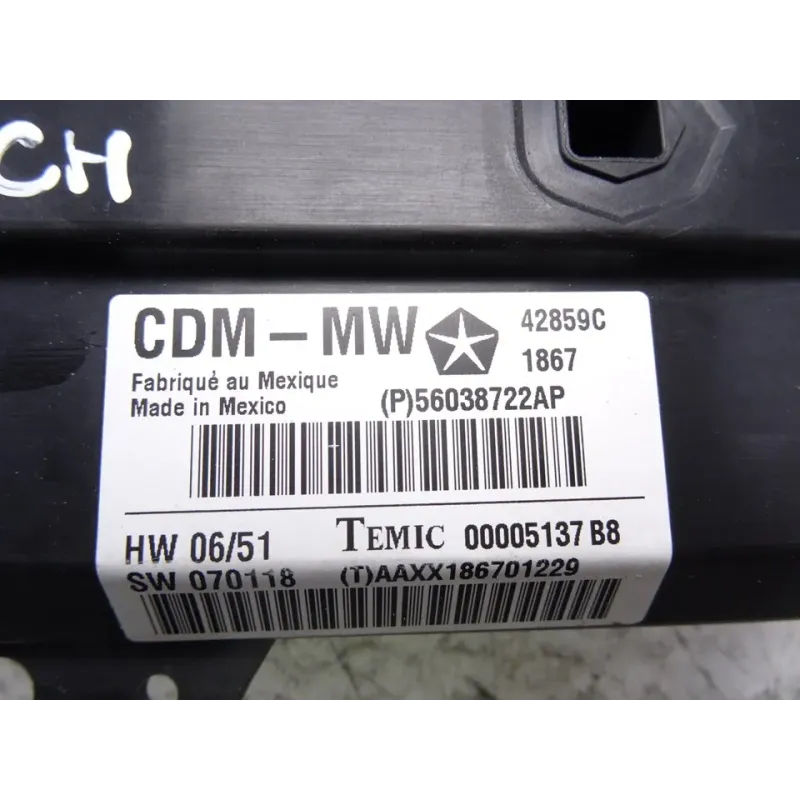 CH
CDM-MW
42859C
1867
Fabriqué au Mexique
Made in Mexico
(P)56038722AP
HW 06/51
TEMIC 00005137 B8
SW 070118
(T)AAXX186701229